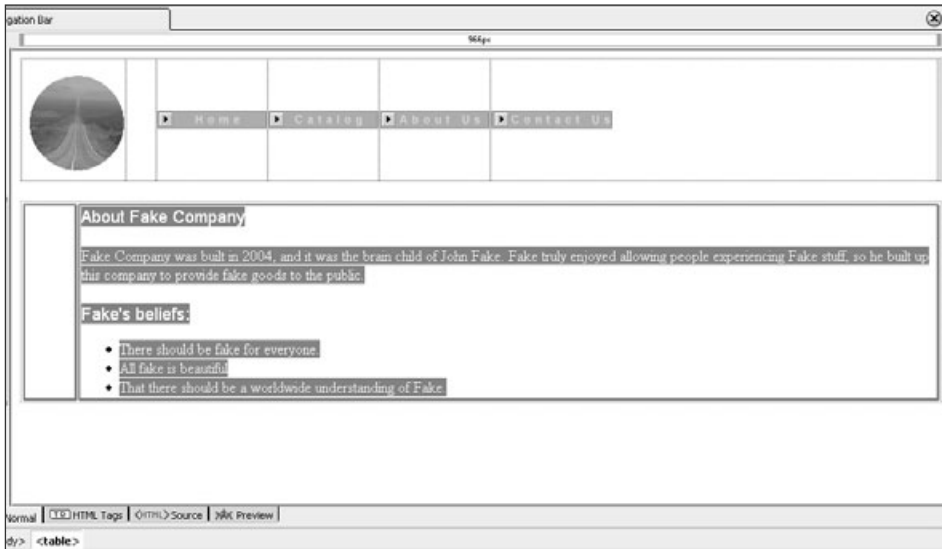 gation Bar
966px
Home Catalog About Us Contact Us
About Fake Company
Fake Company was built in 2004, and it was the brain child of John Fake. Fake truly enjoyed allowing people experiencing Fake stuff, so he built up
this company to provide fake goods to the public.
Fake's beliefs:
There should be fake for everyone.
All fake is beautiful
That there should be a worldwide understanding of Fake.
Normal HTML Tags <HTML> Source Preview
dy> <table>